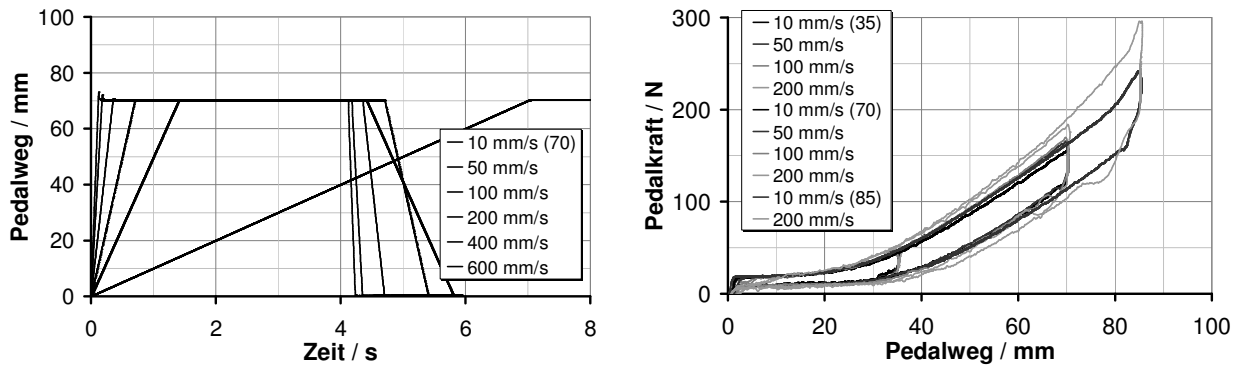 Pedalweg / mm
100
80
60
40
20
0
0 2 4 6 8
Zeit / s
10 mm/s (70)
50 mm/s
100 mm/s
200 mm/s
400 mm/s
600 mm/s
Pedalkraft / N
300
200
100
0
0 20 40 60 80 100
Pedalweg / mm
10 mm/s (35)
50 mm/s
100 mm/s
200 mm/s
10 mm/s (70)
50 mm/s
100 mm/s
200 mm/s
10 mm/s (85)
200 mm/s